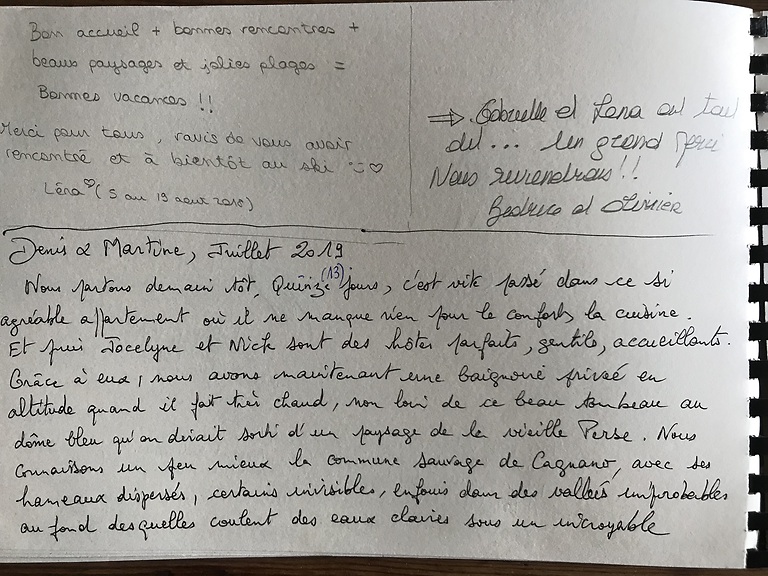 Bon accueil + bonnes rencontres +
beaux paysages et jolies plages =
Bonnes vacances !!
Merci pour tous, ravis de vous avoir
rencontré et à bientôt au ski
Léna (5 au 19 aout 2018)
⇒ Gabrielle et Lena ont tout
dit... Un grand Merci
Nous reviendrons !!
et Olivier
Denis & Martine, Juillet 2019
Nous partons demain tôt, Quinze (13) jours, c'est vite passé dans ce si
agréable appartement où il ne manque rien pour le confort, la cuisine.
Et puis Jocelyne et Nick sont des hôtes parfaits, gentils, accueillants.
Grâce à eux, nous avons maintenant une baignoire privée en
altitude quand il fait très chaud, non loin de ce beau tombeau au
dôme bleu qu'on dirait sorti d'un paysage de la vieille Perse. Nous
connaissons un peu mieux la commune sauvage de Cagnano, avec ses
hameaux dispersés, certains invisibles, enfouis dans des vallées improbables
au fond desquelles coulent des eaux claires sous un incroyable